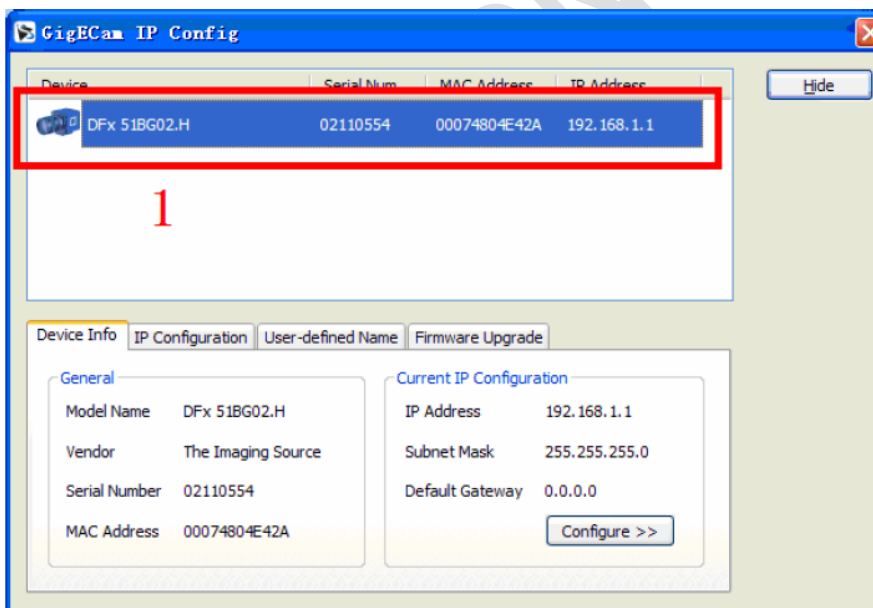 GigECam IP Config
Device Serial Num MAC Address IP Address
Hide
DFx 51BG02.H 02110554 00074804E42A 192.168.1.1
1
Device Info IP Configuration User-defined Name Firmware Upgrade
General
Model Name DFx 51BG02.H
Vendor The Imaging Source
Serial Number 02110554
MAC Address 00074804E42A
Current IP Configuration
IP Address 192.168.1.1
Subnet Mask 255.255.255.0
Default Gateway 0.0.0.0
Configure >>